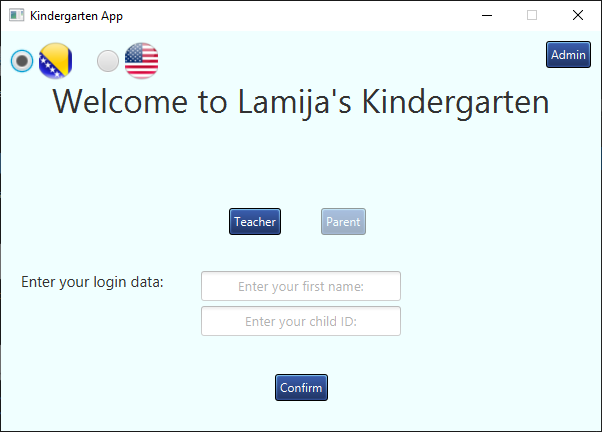 Kindergarten App
Admin
Welcome to Lamija's Kindergarten
Teacher Parent
Enter your login data:
Enter your first name:
Enter your child ID:
Confirm